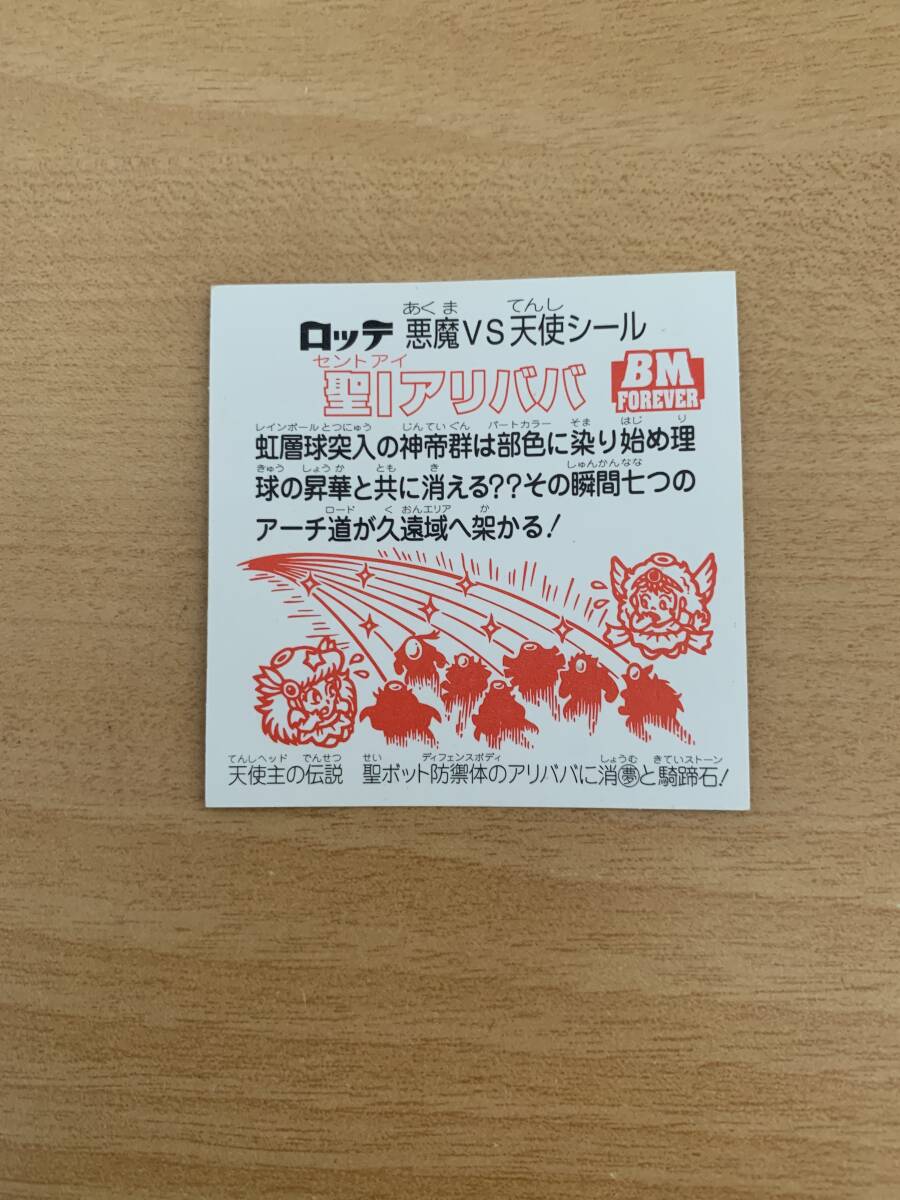 あくま てんし
ロッテ 悪魔VS天使シール
セントアイ
聖Iアリババ
BM
FOREVER
レインボールとつにゅう じんていぐん パートカラー そま はじ り
虹層球突入の神帝群は部色に染り始め理
きゅう しょうか とも き しゅんかんなな
球の昇華と共に消える??その瞬間七つの
ロード く おんエリア か
アーチ道が久遠域へ架かる!
てんしヘッド でんせつ せい ディフェンスボディ しょうむ きていストーン
天使主の伝説 聖ボット防禦体のアリババに消夢と騎蹄石!